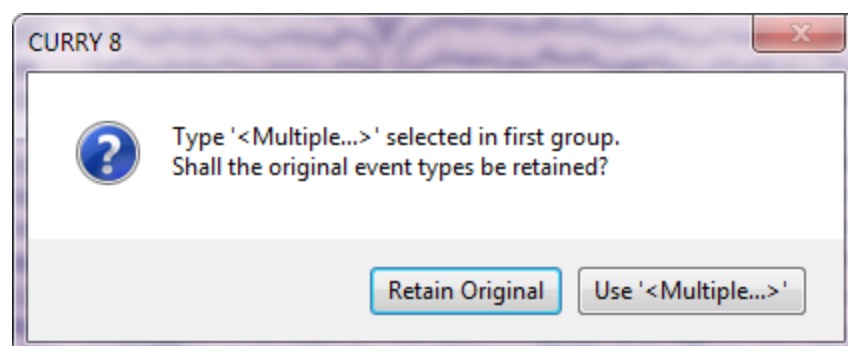 CURRY 8
Type '<Multiple...>' selected in first group.
Shall the original event types be retained?
Retain Original
Use '<Multiple...>'